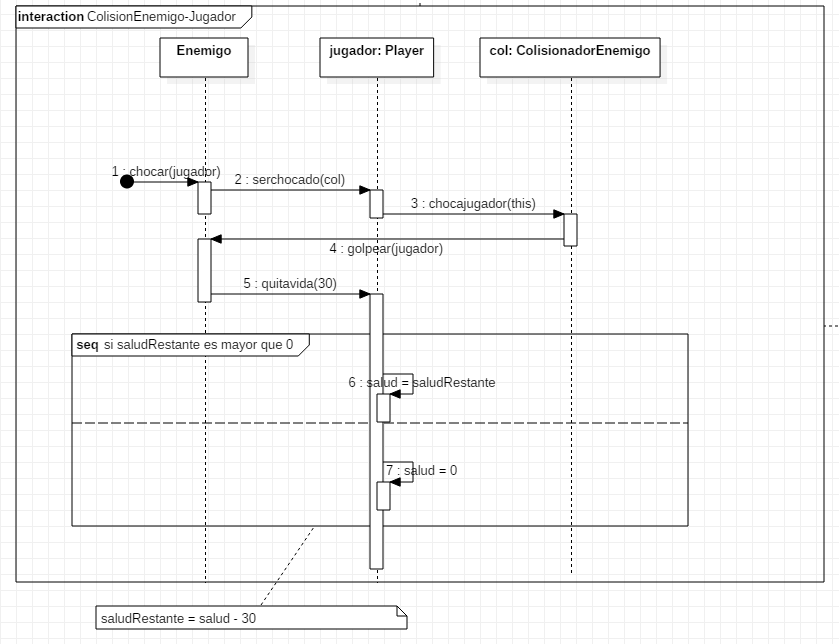 interaction ColisionEnemigo-Jugador
Enemigo
jugador: Player
col: ColisionadorEnemigo
1 : chocar(jugador)
2 : serchocado(col)
3 : chocajugador(this)
4 : golpear(jugador)
5 : quitavida(30)
seq si saludRestante es mayor que 0
6 : salud = saludRestante
7 : salud = 0
saludRestante = salud - 30